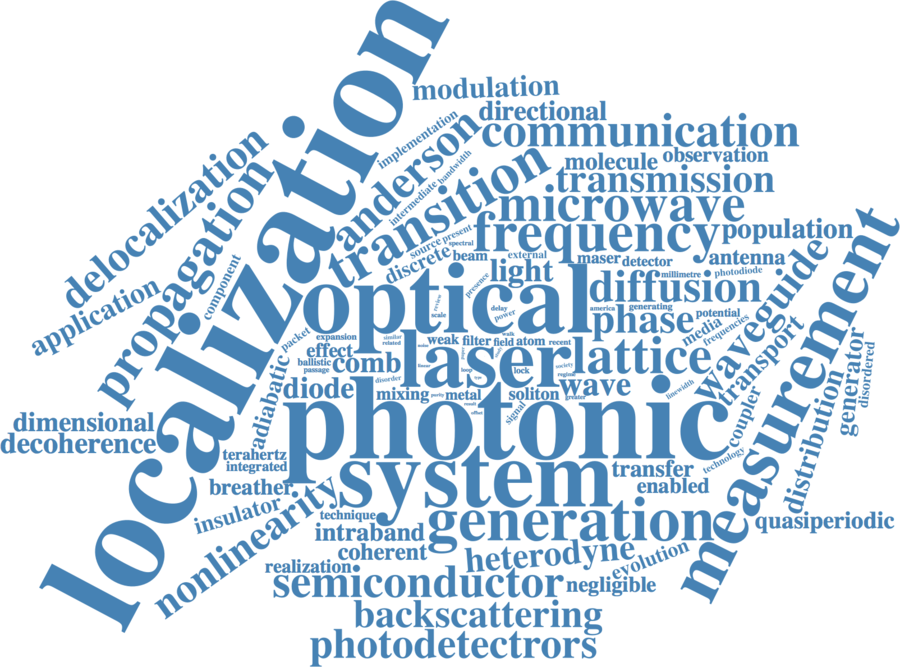 localization
modulation
directional
communication
implementation
anderson
bandwidth
intermediate
transition
molecule
observation
transmission
microwave
delocalization
propagation
application
component
source
present
spectral
discrete
beam
external
frequency
population
maser
detector
antenna
light
presence
millimetre
photodiode
optical
diffusion
waveguide
measurement
review
scale
delay
power
america
generating
potential
phase
media
frequencies
transport
packet
expansion
similar
related
weak
filter
field
atom
recent
walk
effect
ballistic
passage
comb
laser
lattice
generator
disordered
adiabatic
diode
disorder
linear
loop
lock
society
regime
wave
linewidth
coupler
distribution
mixing
purity
metal
soliton
greater
signal
photonic
dimensional
decoherence
terahertz
integrated
system
transfer
technology
enabled
breather
insulator
nonlinearity
technique
intraband
generation
quasiperiodic
coherent
heterodyne
evolution
realization
semiconductor
negligible
backscattering
photodetectrors